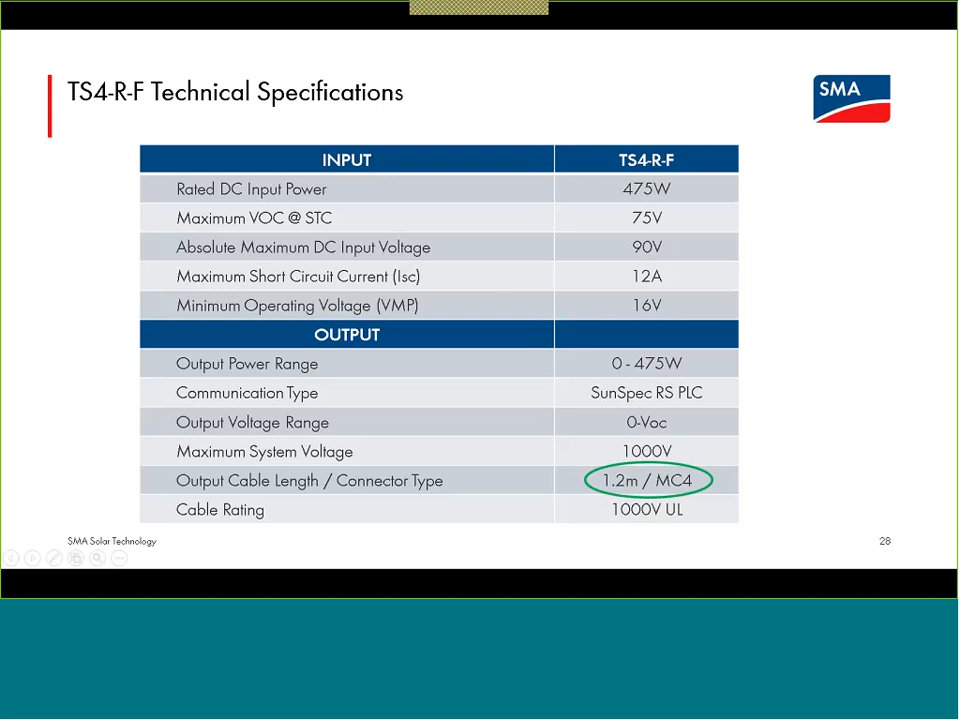 TS4-R-F Technical Specifications
SMA
INPUT TS4-R-F
Rated DC Input Power 475W
Maximum VOC @ STC 75V
Absolute Maximum DC Input Voltage 90V
Maximum Short Circuit Current (Isc) 12A
Minimum Operating Voltage (VMP) 16V
OUTPUT
Output Power Range 0 - 475W
Communication Type SunSpec RS PLC
Output Voltage Range 0-Voc
Maximum System Voltage 1000V
Output Cable Length / Connector Type 1.2m / MC4
Cable Rating 1000V UL
SMA Solar Technology 28